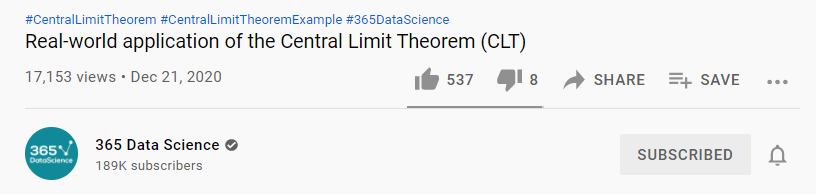 #CentralLimitTheorem #CentralLimitTheoremExample #365DataScience
Real-world application of the Central Limit Theorem (CLT)
17,153 views • Dec 21, 2020 537 8 SHARE SAVE
365
DataScience
365 Data Science
189K subscribers
SUBSCRIBED